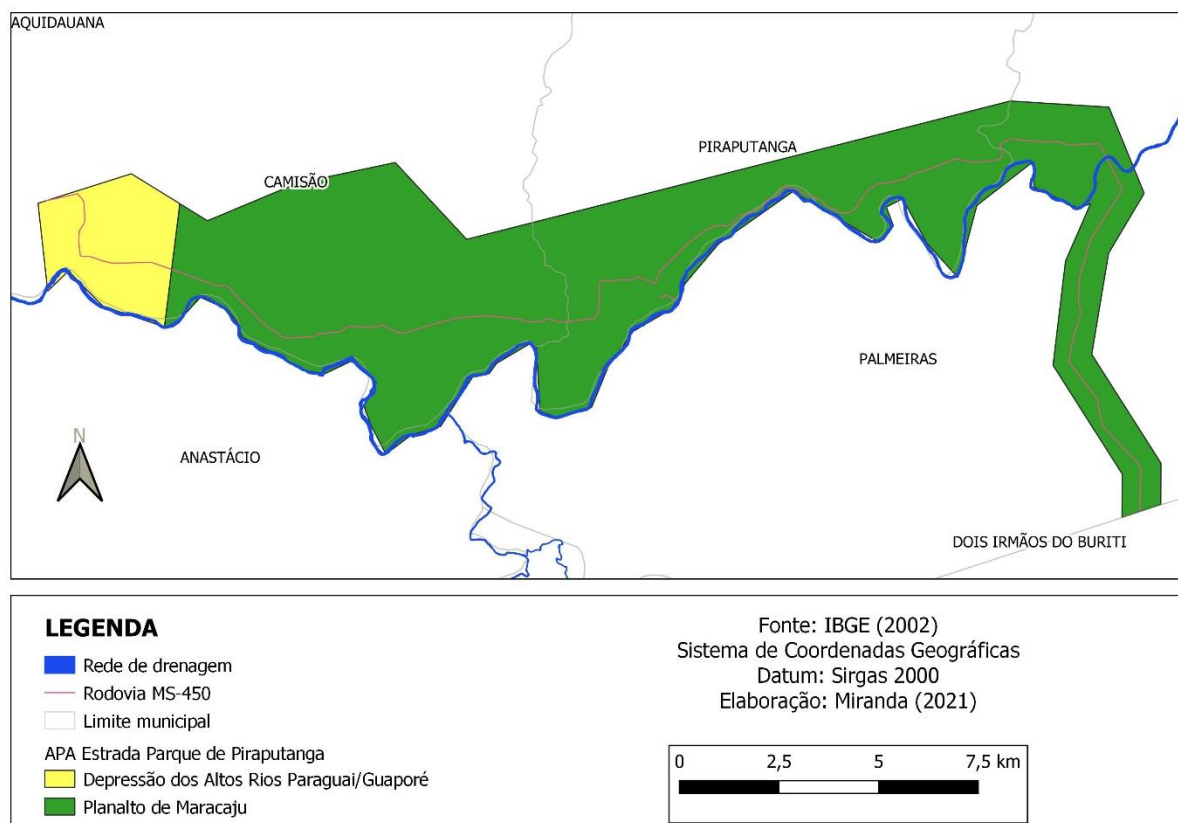 AQUIDAUANA
PIRAPUTANGA
CAMISÃO
PALMEIRAS
N
ANASTÁCIO
DOIS IRMÃOS DO BURITI
LEGENDA
Rede de drenagem
Rodovia MS-450
Limite municipal
APA Estrada Parque de Piraputanga
Depressão dos Altos Rios Paraguai/Guaporé
Planalto de Maracaju
Fonte: IBGE (2002)
Sistema de Coordenadas Geográficas
Datum: Sirgas 2000
Elaboração: Miranda (2021)
0 2,5 5 7,5 km